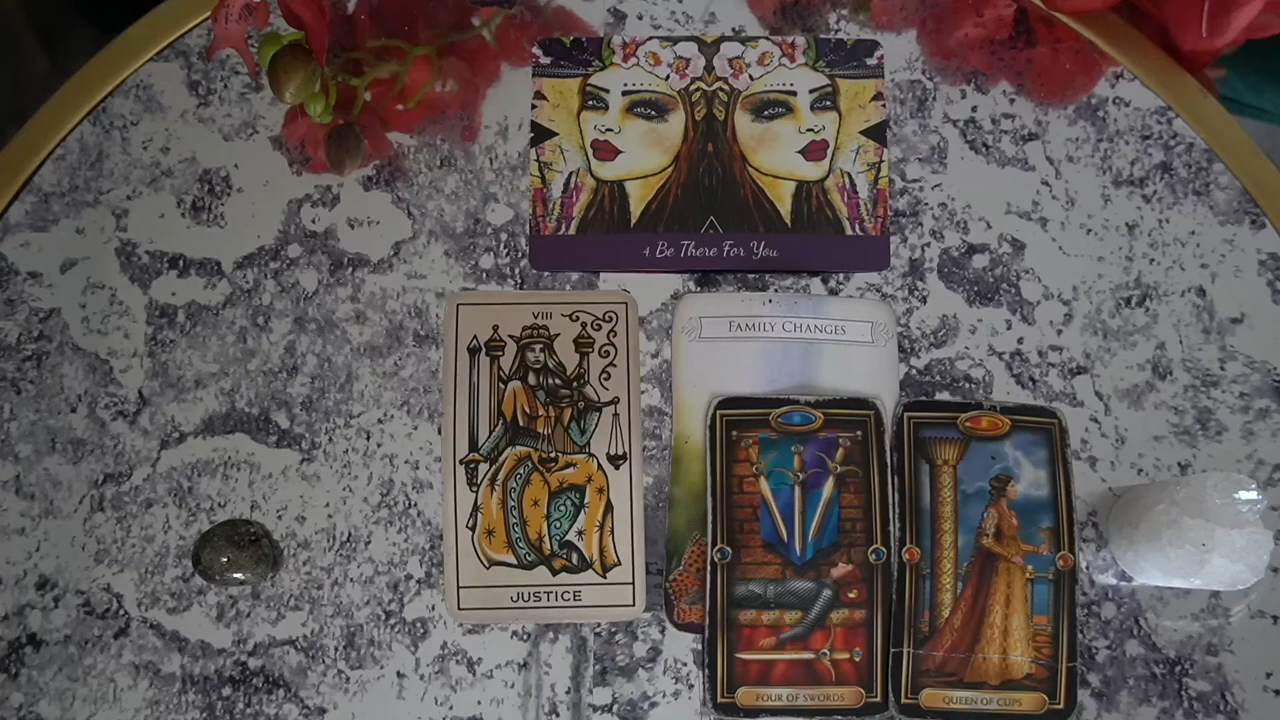 4. Be There For You
VIII
FAMILY CHANGES
JUSTICE
FOUR OF SWORDS
QUEEN OF CUPS